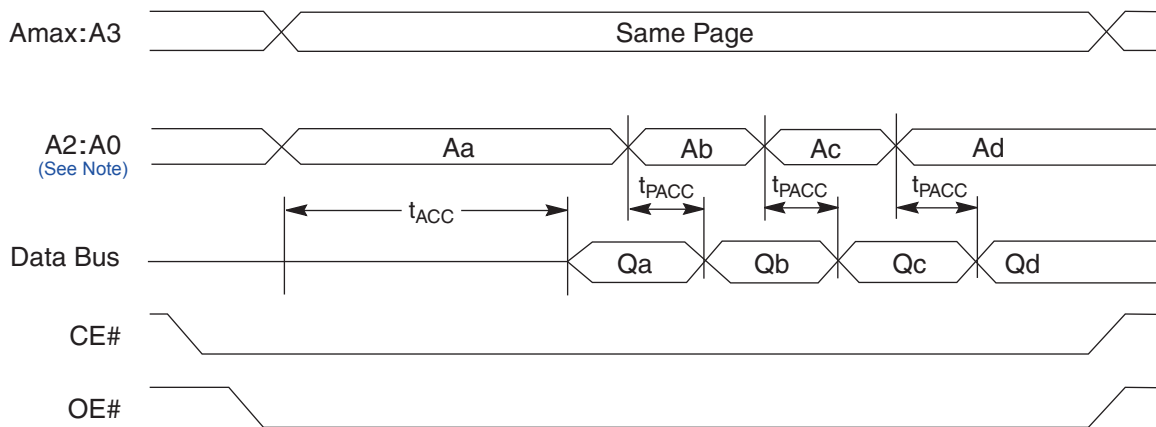 Amax:A3
Same Page
A2:A0
(See Note)
Aa
Ab
Ac
Ad
tACC
tPACC
tPACC
tPACC
Data Bus
Qa
Qb
Qc
Qd
CE#
OE#